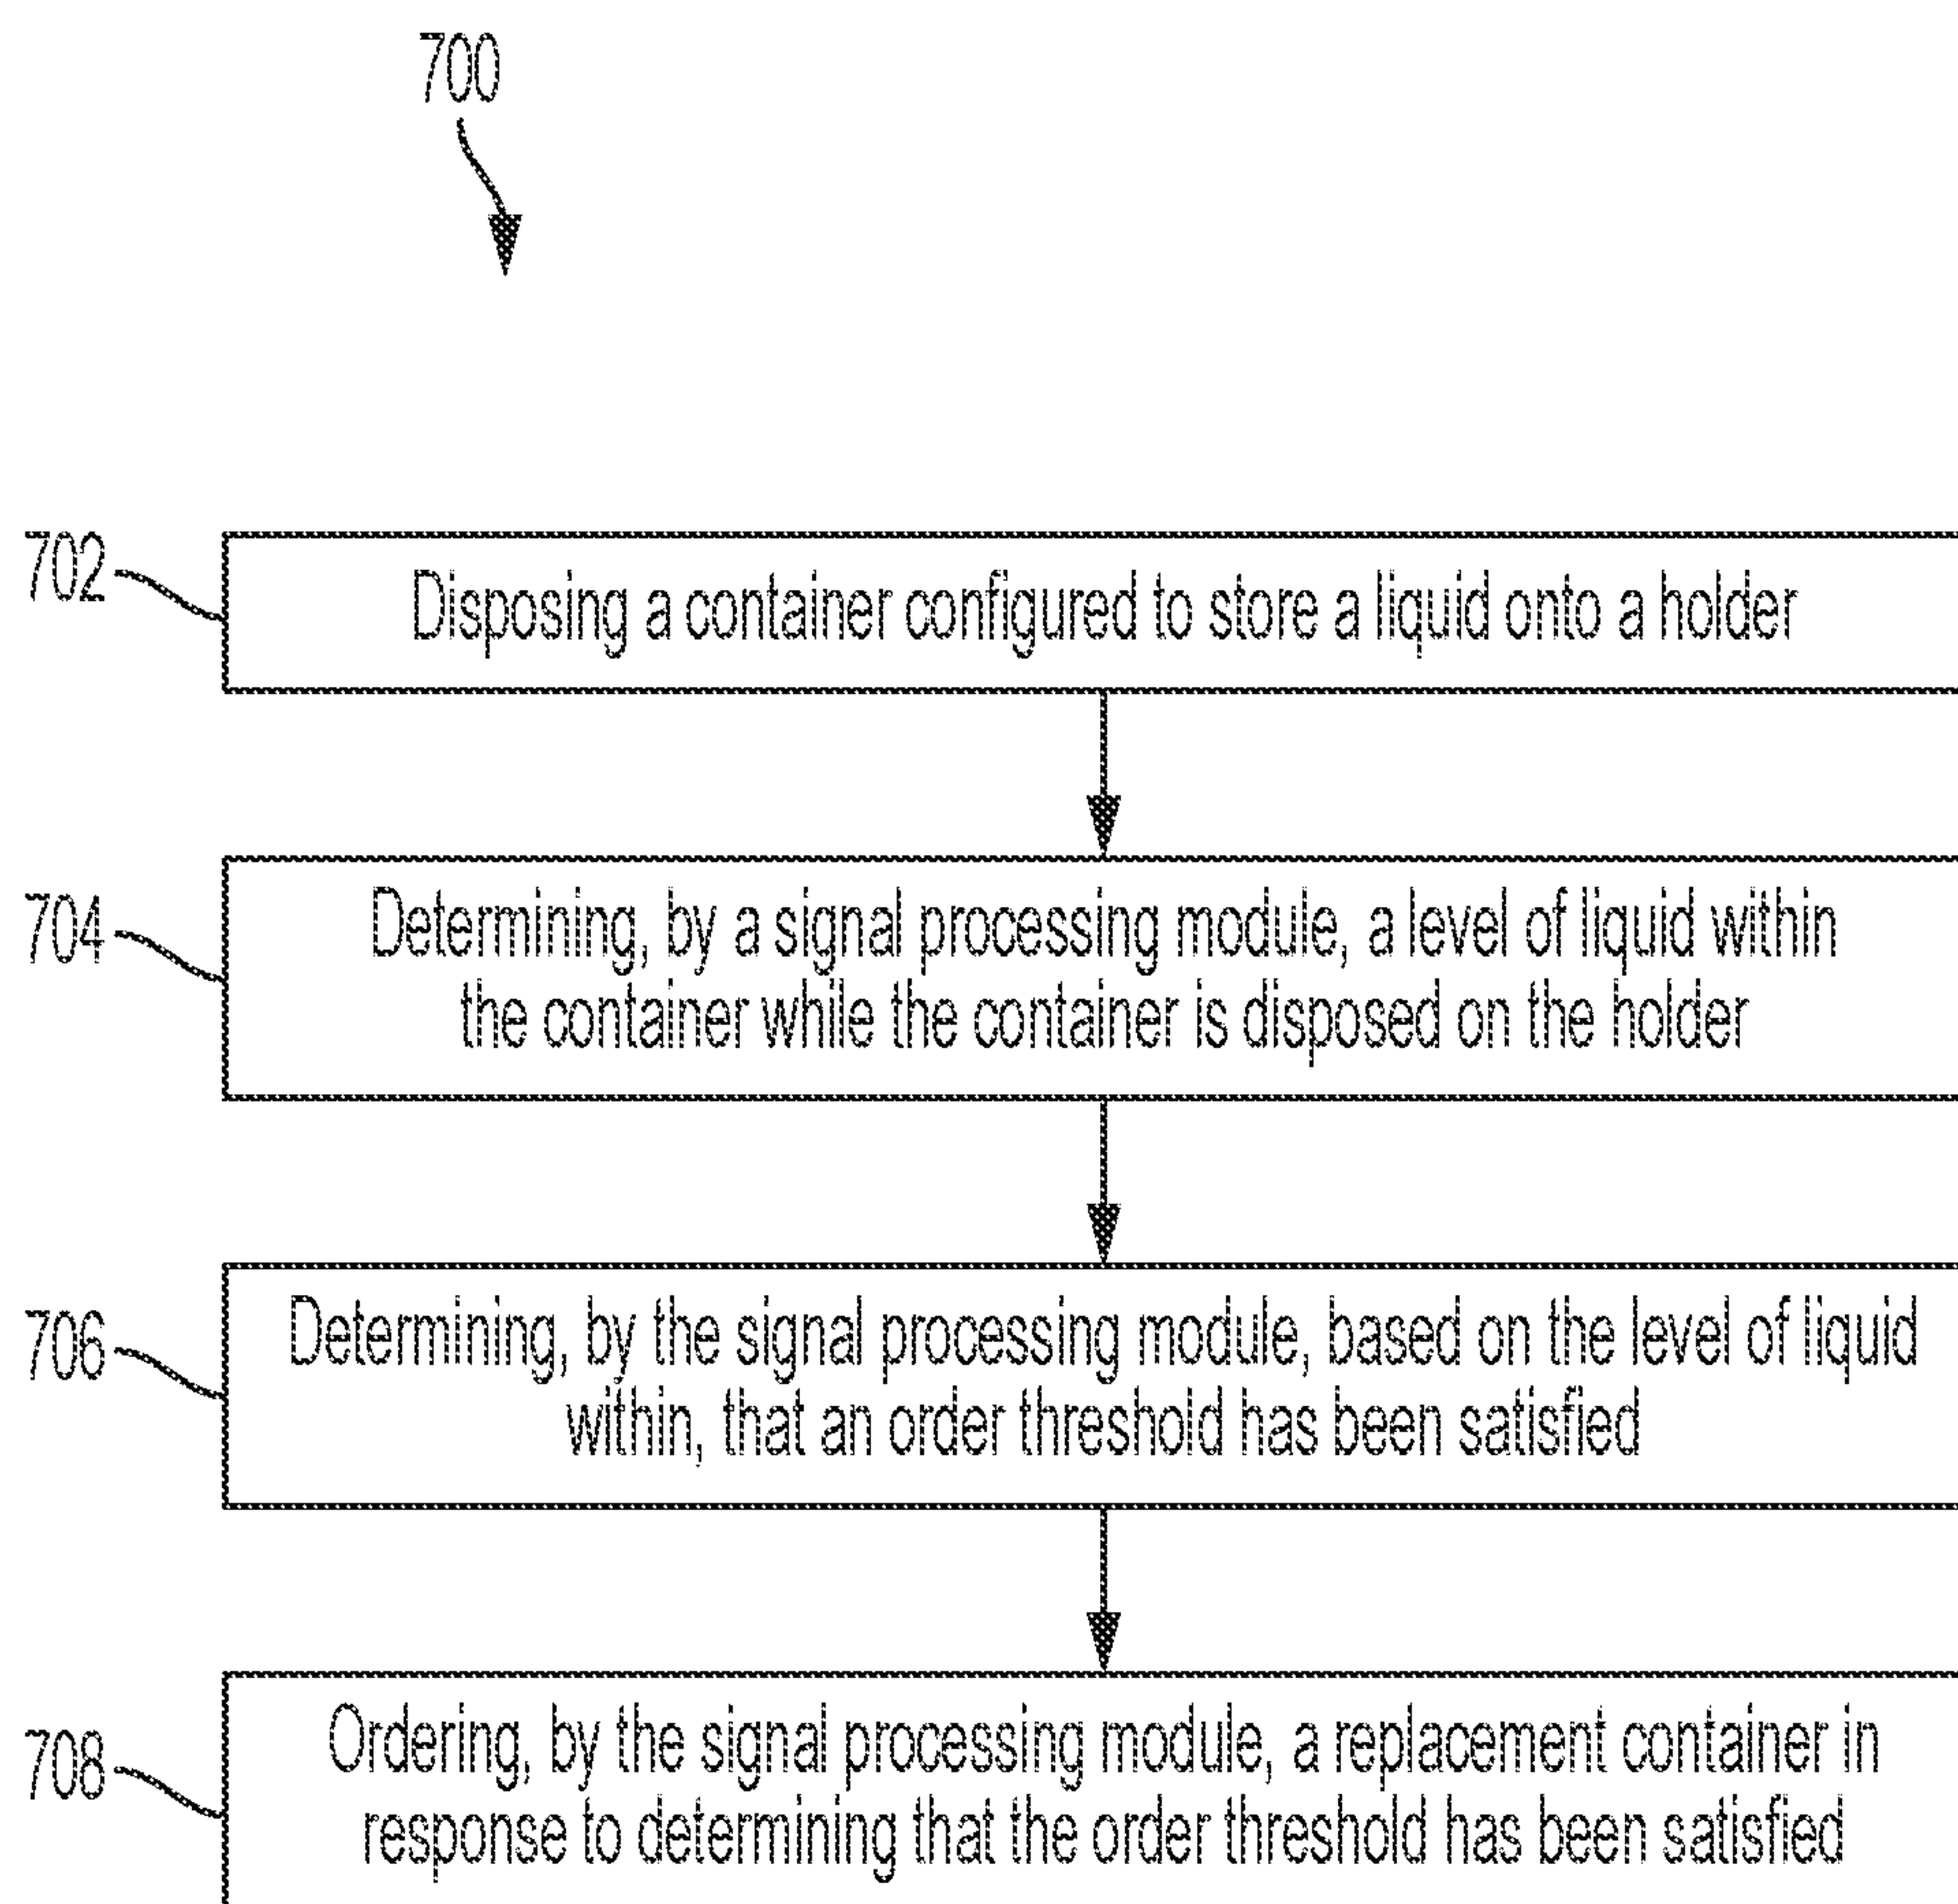 700
702
Disposing a container configured to store a liquid onto a holder
704
Determining, by a signal processing module, a level of liquid within
the container while the container is disposed on the holder
706
Determining, by the signal processing module, based on the level of liquid
within, that an order threshold has been satisfied
708
Ordering, by the signal processing module, a replacement container in
response to determining that the order threshold has been satisfied